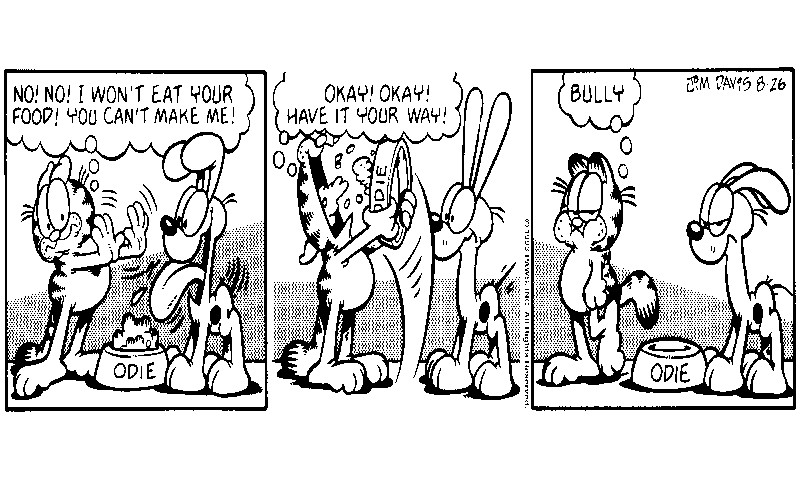 NO! NO! I WON'T EAT YOUR
FOOD! YOU CAN'T MAKE ME!
ODIE
OKAY! OKAY!
HAVE IT YOUR WAY!
ODIE
BULLY
JIM DAVIS 8-26
ODIE